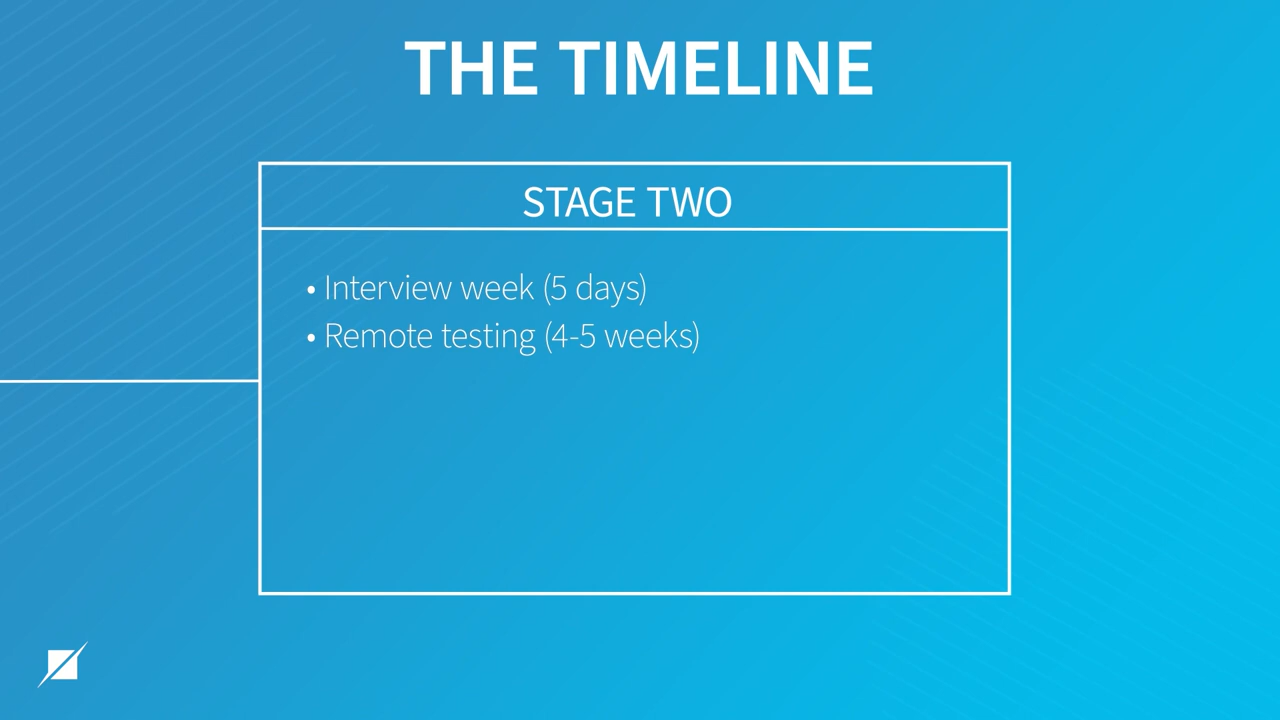 THE TIMELINE
STAGE TWO
• Interview week (5 days)
• Remote testing (4-5 weeks)